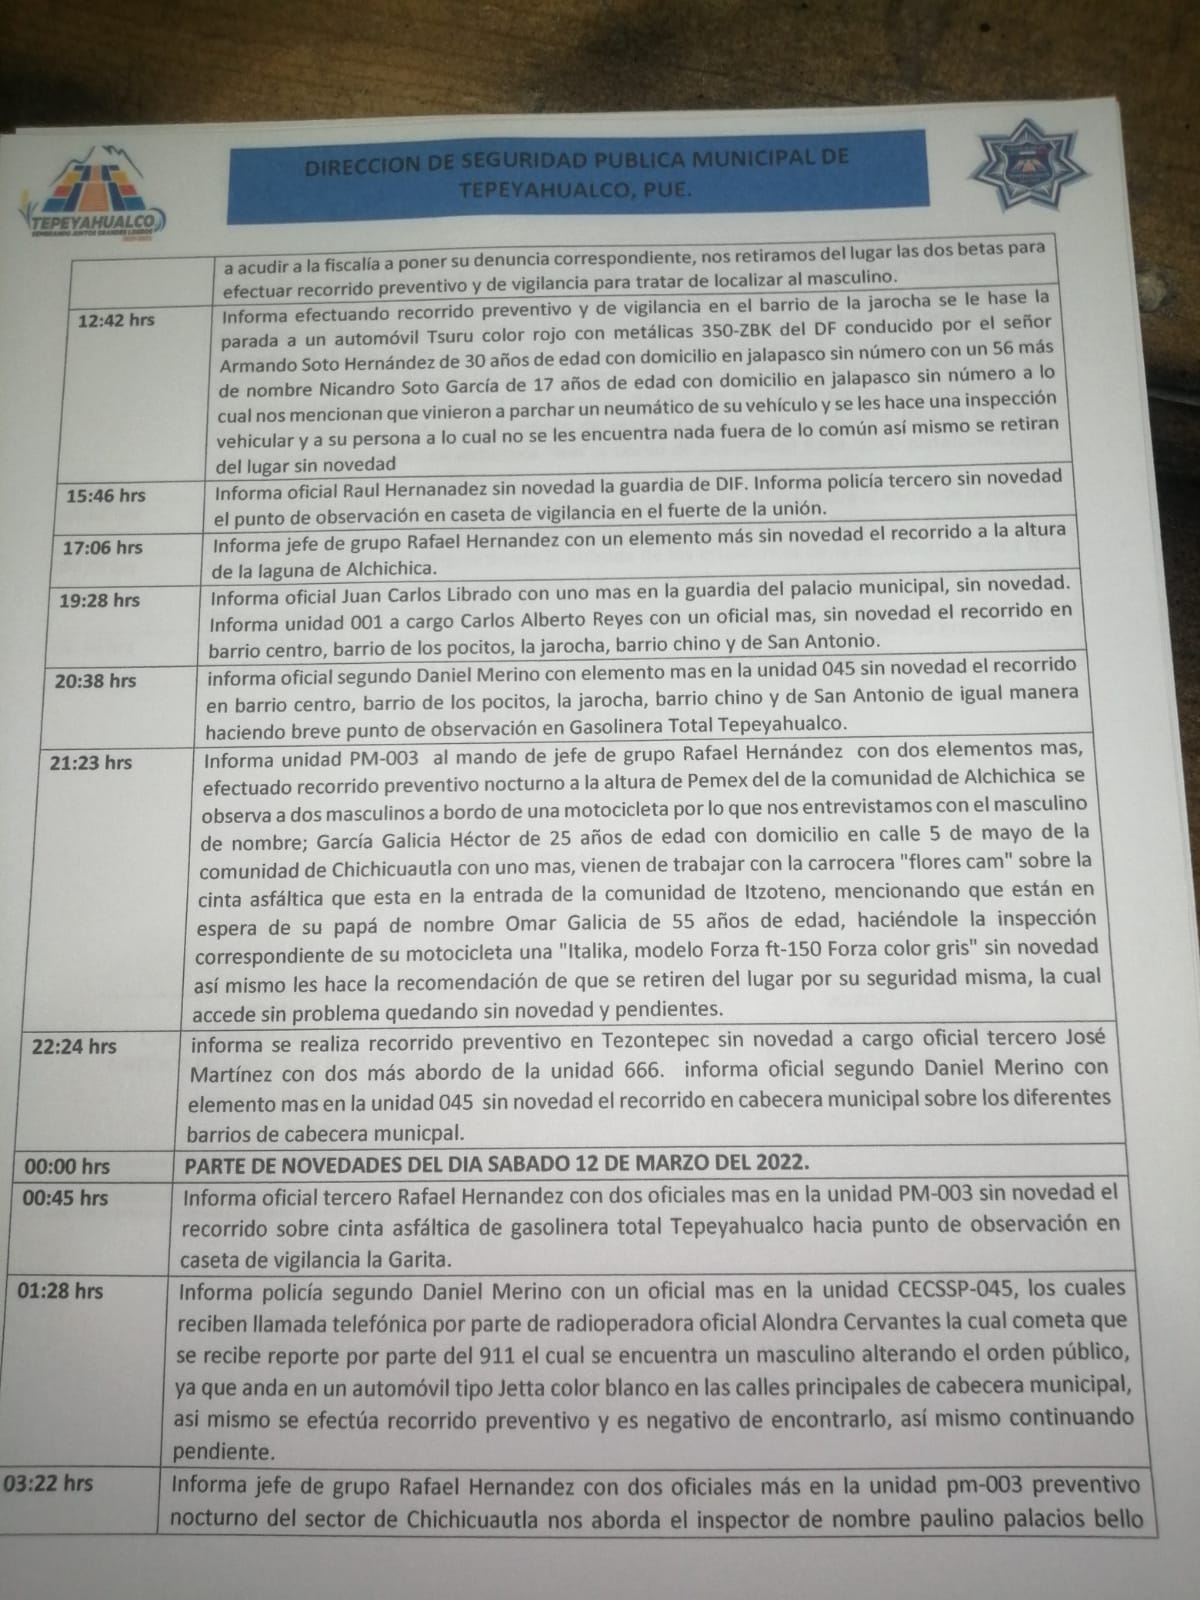 TEPEYAHUALCO
DIRECCION DE SEGURIDAD PUBLICA MUNICIPAL DE
TEPEYAHUALCO, PUE.
a acudir a la fiscalía a poner su denuncia correspondiente, nos retiramos del lugar las dos betas para
efectuar recorrido preventivo y de vigilancia para tratar de localizar al masculino.
12:42 hrs
Informa efectuando recorrido preventivo y de vigilancia en el barrio de la jarocha se le hase la
parada a un automóvil Tsuru color rojo con metálicas 350-ZBK del DF conducido por el señor
Armando Soto Hernández de 30 años de edad con domicilio en jalapasco sin número con un 56 más
de nombre Nicandro Soto García de 17 años de edad con domicilio en jalapasco sin número a lo
cual nos mencionan que vinieron a parchar un neumático de su vehículo y se les hace una inspección
vehicular y a su persona a lo cual no se les encuentra nada fuera de lo común así mismo se retiran
del lugar sin novedad
15:46 hrs
Informa oficial Raul Hernanadez sin novedad la guardia de DIF. Informa policía tercero sin novedad
el punto de observación en caseta de vigilancia en el fuerte de la unión.
17:06 hrs
Informa jefe de grupo Rafael Hernandez con un elemento más sin novedad el recorrido a la altura
de la laguna de Alchichica.
19:28 hrs
Informa oficial Juan Carlos Librado con uno mas en la guardia del palacio municipal, sin novedad.
Informa unidad 001 a cargo Carlos Alberto Reyes con un oficial mas, sin novedad el recorrido en
barrio centro, barrio de los pocitos, la jarocha, barrio chino y de San Antonio.
20:38 hrs
informa oficial segundo Daniel Merino con elemento mas en la unidad 045 sin novedad el recorrido
en barrio centro, barrio de los pocitos, la jarocha, barrio chino y de San Antonio de igual manera
haciendo breve punto de observación en Gasolinera Total Tepeyahualco.
21:23 hrs
Informa unidad PM-003 al mando de jefe de grupo Rafael Hernández con dos elementos mas,
efectuado recorrido preventivo nocturno a la altura de Pemex del de la comunidad de Alchichica se
observa a dos masculinos a bordo de una motocicleta por lo que nos entrevistamos con el masculino
de nombre; García Galicia Héctor de 25 años de edad con domicilio en calle 5 de mayo de la
comunidad de Chichicuautla con uno mas, vienen de trabajar con la carrocera "flores cam" sobre la
cinta asfáltica que esta en la entrada de la comunidad de Itzoteno, mencionando que están en
espera de su papá de nombre Omar Galicia de 55 años de edad, haciéndole la inspección
correspondiente de su motocicleta una "Italika, modelo Forza ft-150 Forza color gris" sin novedad
así mismo les hace la recomendación de que se retiren del lugar por su seguridad misma, la cual
accede sin problema quedando sin novedad y pendientes.
22:24 hrs
informa se realiza recorrido preventivo en Tezontepec sin novedad a cargo oficial tercero José
Martínez con dos más abordo de la unidad 666. informa oficial segundo Daniel Merino con
elemento mas en la unidad 045 sin novedad el recorrido en cabecera municipal sobre los diferentes
barrios de cabecera municpal.
00:00 hrs
PARTE DE NOVEDADES DEL DIA SABADO 12 DE MARZO DEL 2022.
00:45 hrs
Informa oficial tercero Rafael Hernandez con dos oficiales mas en la unidad PM-003 sin novedad el
recorrido sobre cinta asfáltica de gasolinera total Tepeyahualco hacia punto de observación en
caseta de vigilancia la Garita.
01:28 hrs
Informa policía segundo Daniel Merino con un oficial mas en la unidad CECSSP-045, los cuales
reciben llamada telefónica por parte de radioperadora oficial Alondra Cervantes la cual cometa que
se recibe reporte por parte del 911 el cual se encuentra un masculino alterando el orden público,
ya que anda en un automóvil tipo Jetta color blanco en las calles principales de cabecera municipal,
asi mismo se efectúa recorrido preventivo y es negativo de encontrarlo, así mismo continuando
pendiente.
03:22 hrs
Informa jefe de grupo Rafael Hernandez con dos oficiales más en la unidad pm-003 preventivo
nocturno del sector de Chichicuautla nos aborda el inspector de nombre paulino palacios bello